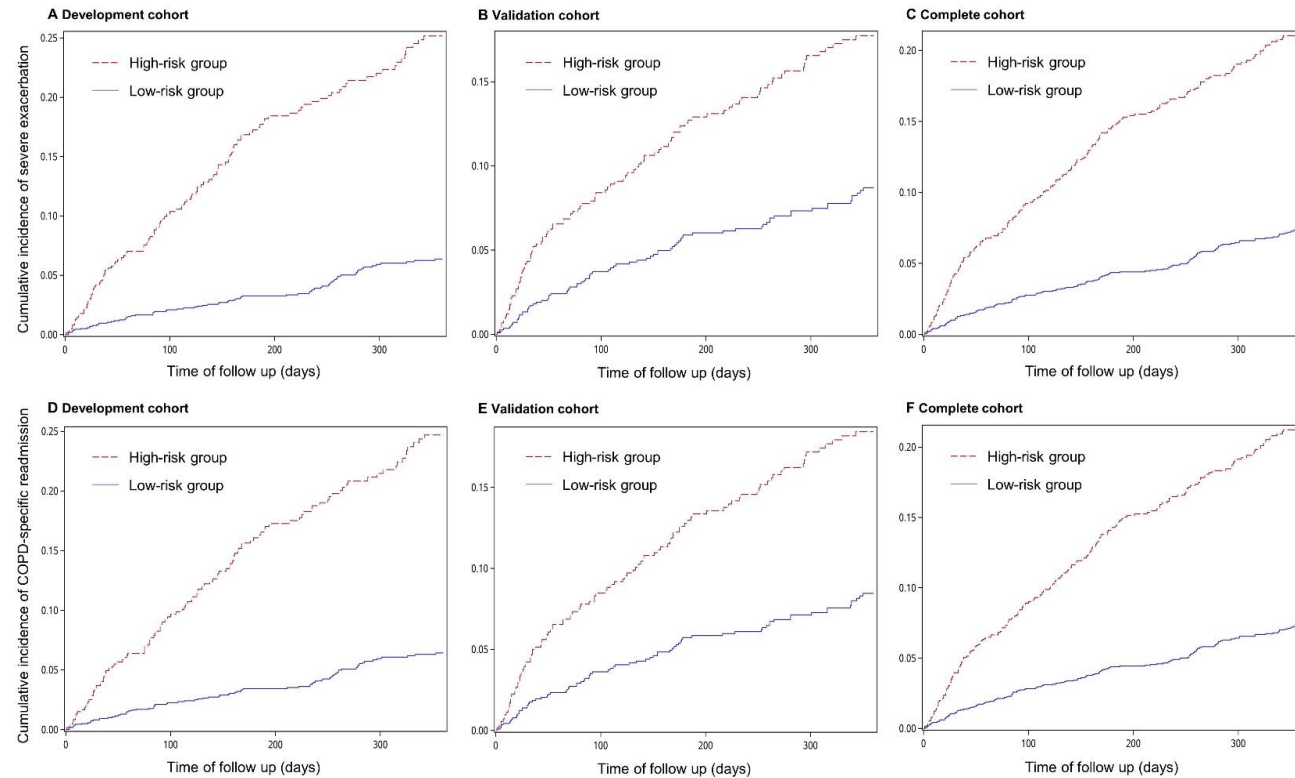 A Development cohort
0.25
0.20
0.15
0.10
0.05
0.00
High-risk group
Low-risk group
0
100
200
300
Time of follow up (days)
Cumulative incidence of severe exacerbation
B Validation cohort
0.15
0.10
0.05
0.00
High-risk group
Low-risk group
0
100
200
300
Time of follow up (days)
C Complete cohort
0.20
0.15
0.10
0.05
0.00
High-risk group
Low-risk group
0
100
200
300
Time of follow up (days)
D Development cohort
0.25
0.20
0.15
0.10
0.05
0.00
High-risk group
Low-risk group
0
100
200
300
Time of follow up (days)
Cumulative incidence of COPD-specific readmission
E Validation cohort
0.15
0.10
0.05
0.00
High-risk group
Low-risk group
0
100
200
300
Time of follow up (days)
F Complete cohort
0.20
0.15
0.10
0.05
0.00
High-risk group
Low-risk group
0
100
200
300
Time of follow up (days)